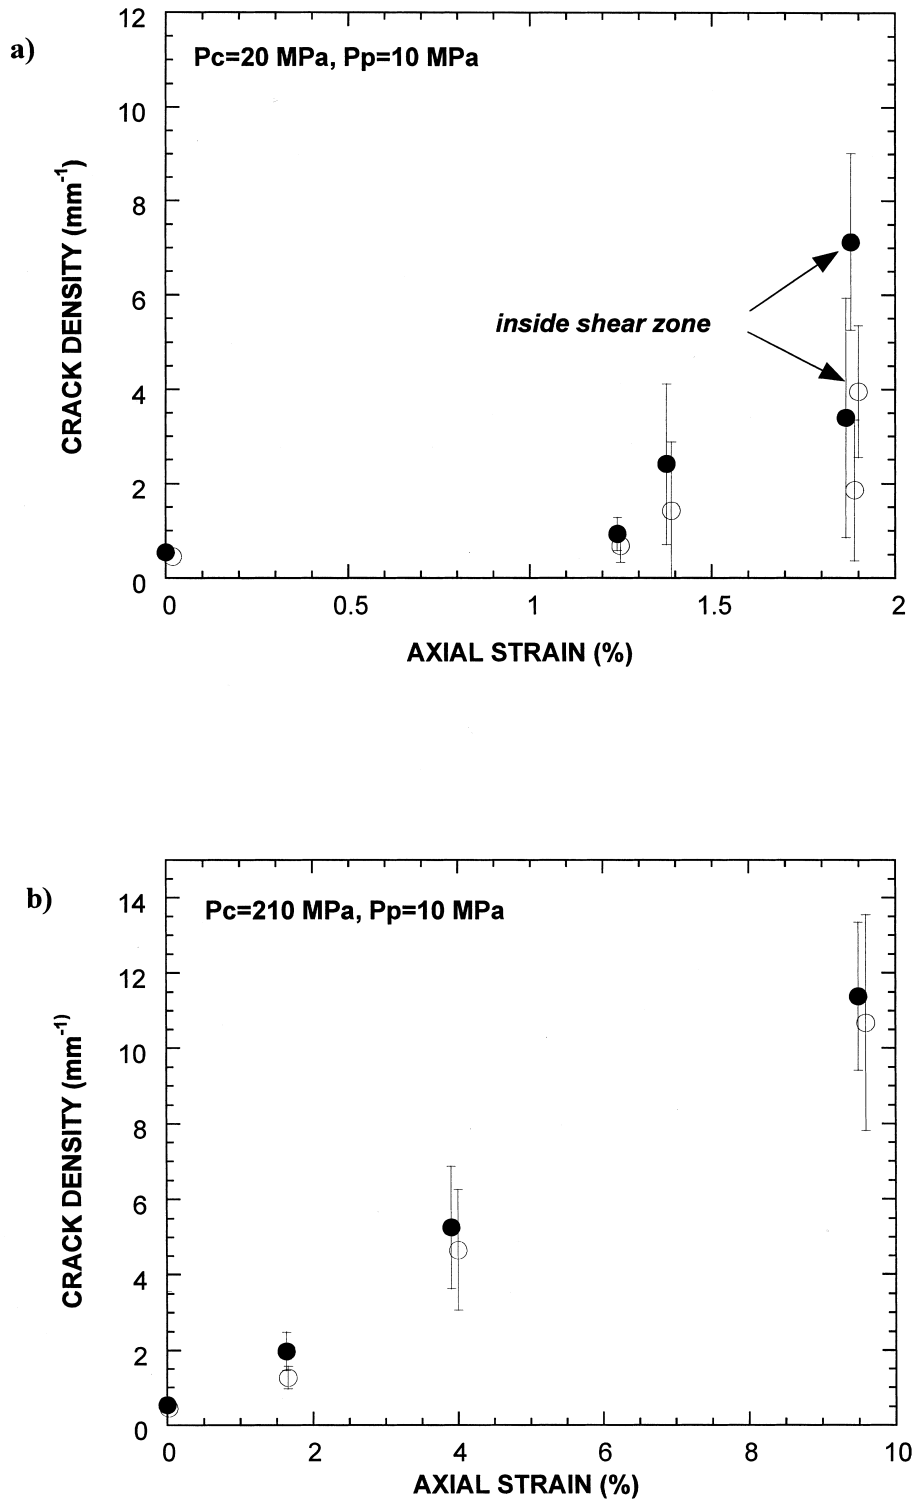 a)
Pc=20 MPa, Pp=10 MPa
12
10
8
6
4
2
0
CRACK DENSITY (mm-1)
inside shear zone
0 0.5 1 1.5 2
AXIAL STRAIN (%)
b)
Pc=210 MPa, Pp=10 MPa
14
12
10
8
6
4
2
0
CRACK DENSITY (mm-1)
0 2 4 6 8 10
AXIAL STRAIN (%)